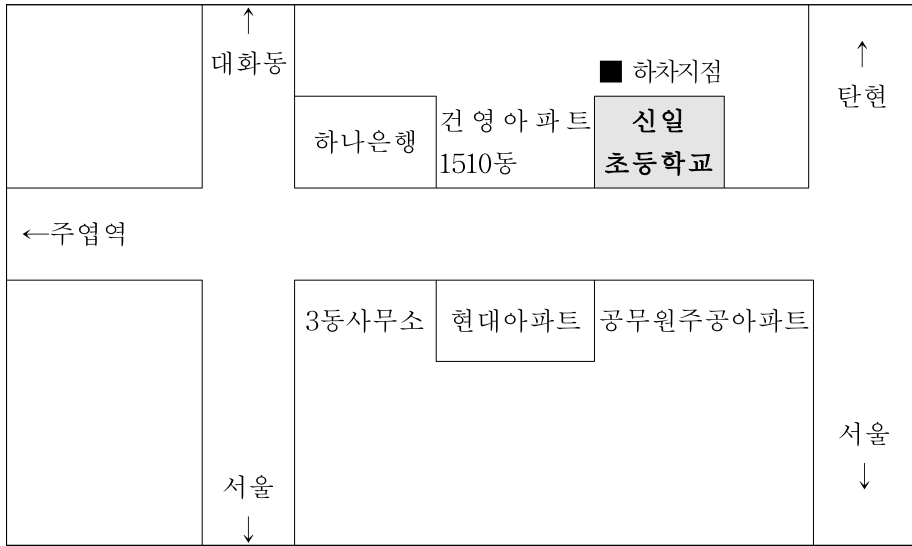 ↑
대화동
■ 하차지점
↑
탄현
하나은행
건영아파트
1510동
신일
초등학교
←주엽역
3동사무소
현대아파트
공무원주공아파트
서울
↓
서울
↓